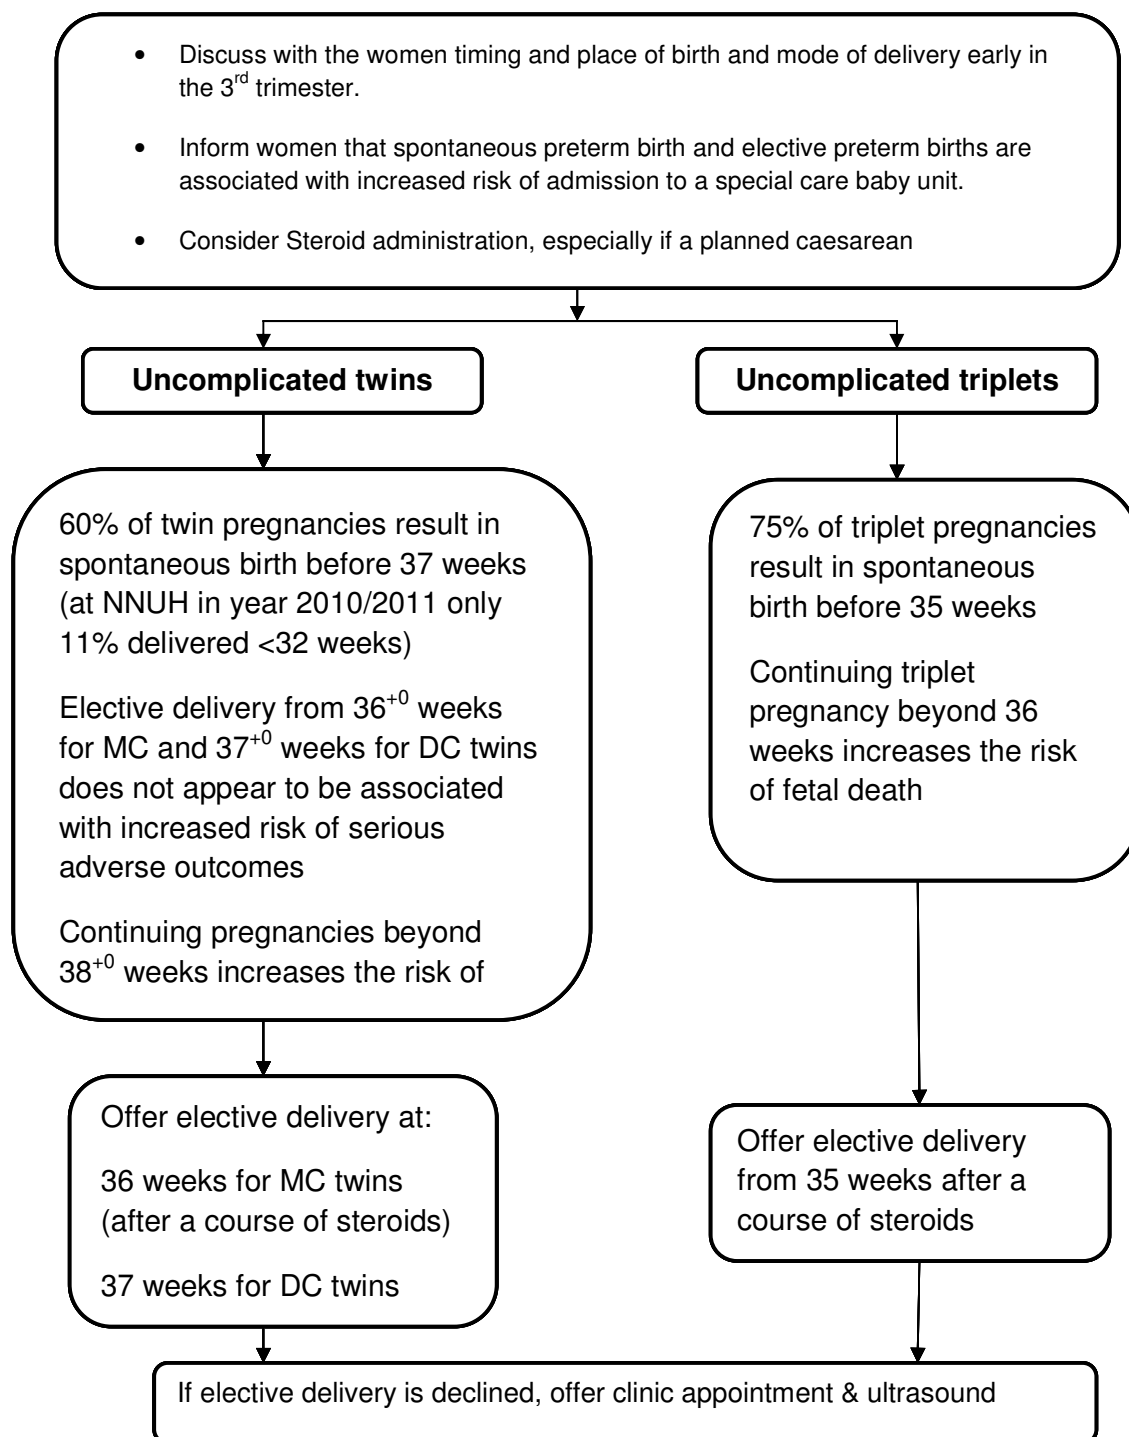 • Discuss with the women timing and place of birth and mode of delivery early in
the 3rd trimester.
• Inform women that spontaneous preterm birth and elective preterm births are
associated with increased risk of admission to a special care baby unit.
• Consider Steroid administration, especially if a planned caesarean
Uncomplicated twins
Uncomplicated triplets
60% of twin pregnancies result in
spontaneous birth before 37 weeks
(at NNUH in year 2010/2011 only
11% delivered <32 weeks)
Elective delivery from 36+0 weeks
for MC and 37+0 weeks for DC twins
does not appear to be associated
with increased risk of serious
adverse outcomes
Continuing pregnancies beyond
38+0 weeks increases the risk of
75% of triplet pregnancies
result in spontaneous
birth before 35 weeks
Continuing triplet
pregnancy beyond 36
weeks increases the risk
of fetal death
Offer elective delivery at:
36 weeks for MC twins
(after a course of steroids)
37 weeks for DC twins
Offer elective delivery
from 35 weeks after a
course of steroids
If elective delivery is declined, offer clinic appointment & ultrasound